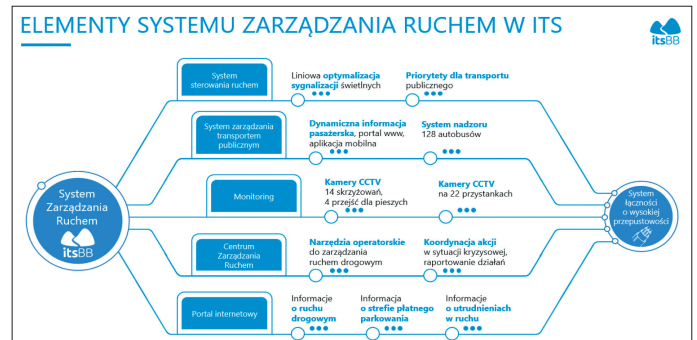 ELEMENTY SYSTEMU ZARZĄDZANIA RUCHEM W ITS
itsBB
System
sterowania ruchem
Liniowa optymalizacja
sygnalizacji świetlnych
Priorytety dla transportu
publicznego
System zarządzania
transportem
publicznym
Dynamiczna informacja
pasażerska, portal www,
aplikacja mobilna
System nadzoru
128 autobusów
System
Zarządzania
Ruchem
itsBB
Monitoring
Kamery CCTV
14 skrzyżowań,
4 przejść dla pieszych
Kamery CCTV
na 22 przystankach
System
łączności
o wysokiej
przepustowości
Centrum
Zarządzania
Ruchem
Narzędzia operatorskie
do zarządzania
ruchem drogowym
Koordynacja akcji
w sytuacji kryzysowej,
raportowanie działań
Portal internetowy
Informacje
o ruchu
drogowym
Informacja
o strefie płatnego
parkowania
Informacje
o utrudnieniach
w ruchu